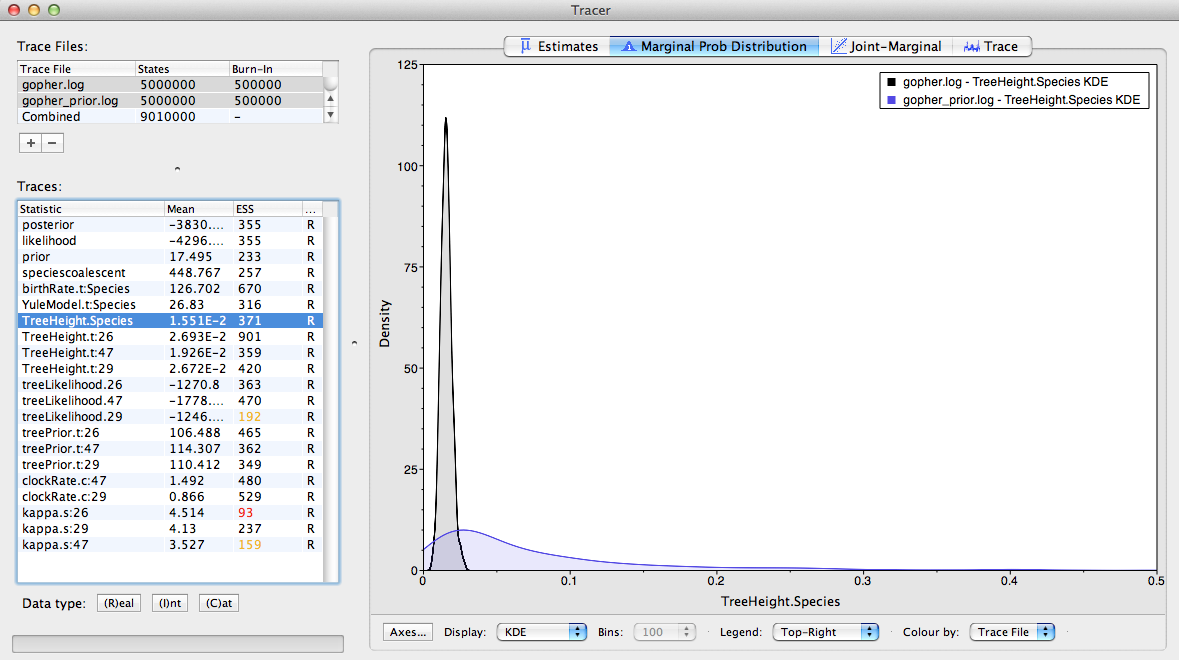 Tracer
Trace Files:
Trace File States Burn-In
gopher.log 5000000 500000
gopher_prior.log 5000000 500000
Combined 9010000 -
+ −
Traces:
Statistic Mean ESS ...
posterior -3830.... 355 R
likelihood -4296.... 355 R
prior 17.495 233 R
speciescoalescent 448.767 257 R
birthRate.t:Species 126.702 670 R
YuleModel.t:Species 26.83 316 R
TreeHeight.Species 1.551E-2 371 R
TreeHeight.t:26 2.693E-2 901 R
TreeHeight.t:47 1.926E-2 359 R
TreeHeight.t:29 2.672E-2 420 R
treeLikelihood.26 -1270.8 363 R
treeLikelihood.47 -1778.... 470 R
treeLikelihood.29 -1246.... 192 R
treePrior.t:26 106.488 465 R
treePrior.t:47 114.307 362 R
treePrior.t:29 110.412 349 R
clockRate.c:47 1.492 480 R
clockRate.c:29 0.866 529 R
kappa.s:26 4.514 93 R
kappa.s:29 4.13 237 R
kappa.s:47 3.527 159 R
Data type: (R)eal (I)nt (C)at
Estimates Marginal Prob Distribution Joint-Marginal Trace
gopher.log - TreeHeight.Species KDE
gopher_prior.log - TreeHeight.Species KDE
125
100
75
50
25
0
Density
0 0.1 0.2 0.3 0.4 0.5
TreeHeight.Species
Axes... Display: KDE Bins: 100 Legend: Top-Right Colour by: Trace File